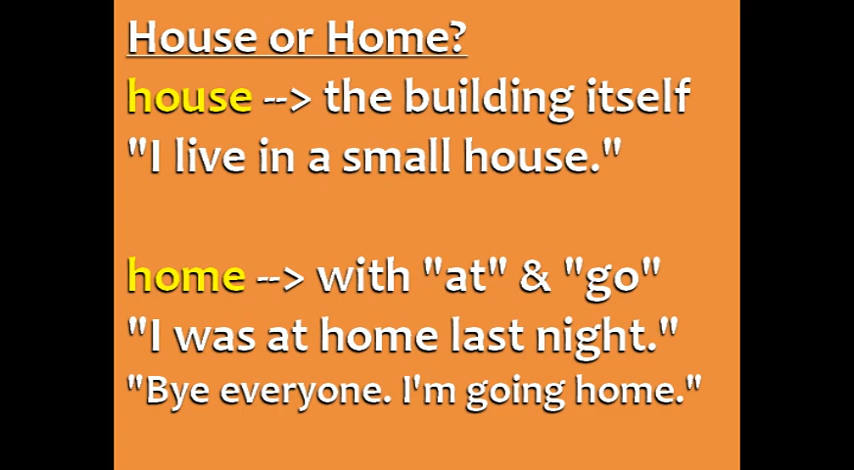 House or Home?
house --> the building itself
"I live in a small house."
home --> with "at" & "go"
"I was at home last night."
"Bye everyone. I'm going home."